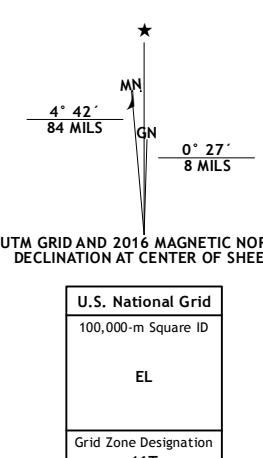 ★
MN
4° 42´
84 MILS
GN
0° 27´
8 MILS
UTM GRID AND 2016 MAGNETIC NOR
DECLINATION AT CENTER OF SHEE
U.S. National Grid
100,000-m Square ID
EL
Grid Zone Designation